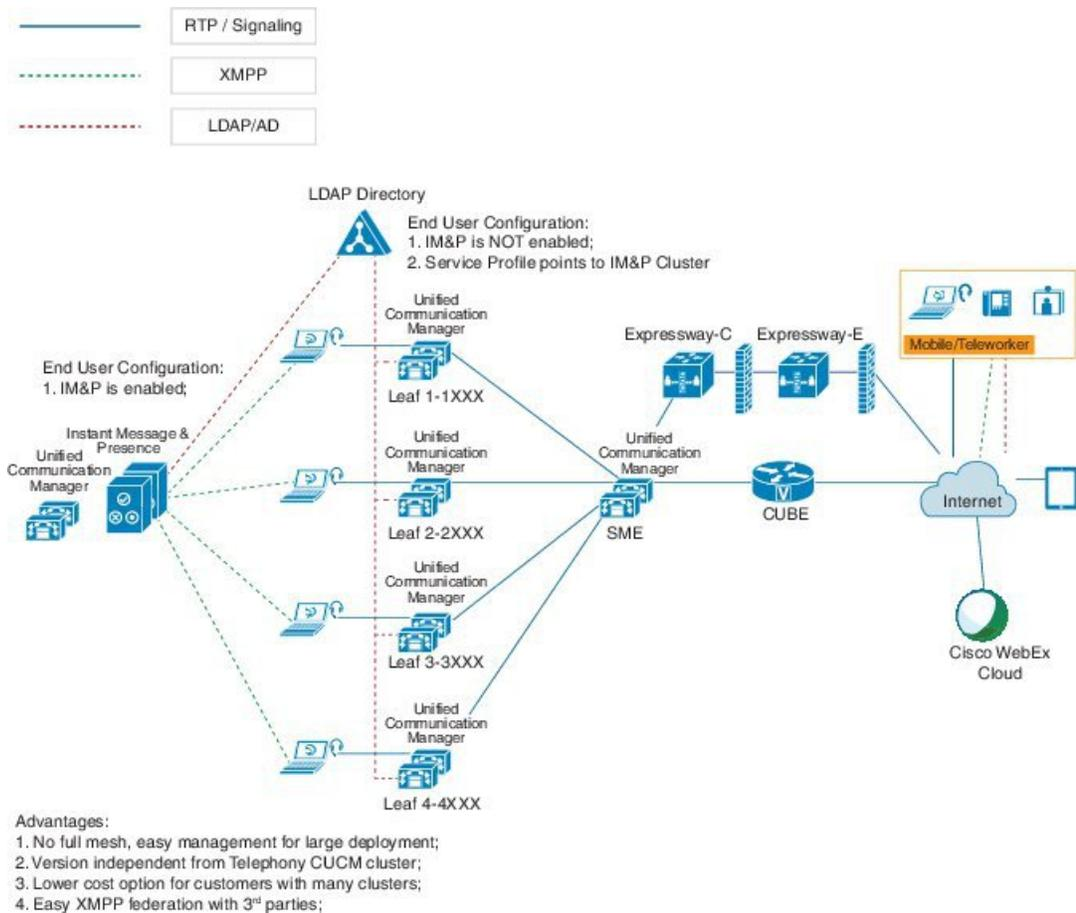 RTP / Signaling
XMPP
LDAP/AD
LDAP Directory
End User Configuration:
1. IM&P is NOT enabled;
2. Service Profile points to IM&P Cluster
Unified
Communication
Manager
Leaf 1-1XXX
Expressway-C
Expressway-E
Mobile/Teleworker
End User Configuration:
1. IM&P is enabled;
Instant Message &
Presence
Unified
Communication
Manager
Unified
Communication
Manager
Leaf 2-2XXX
Unified
Communication
Manager
SME
CUBE
Internet
Unified
Communication
Manager
Leaf 3-3XXX
Cisco WebEx
Cloud
Unified
Communication
Manager
Leaf 4-4XXX
Advantages:
1. No full mesh, easy management for large deployment;
2. Version independent from Telephony CUCM cluster;
3. Lower cost option for customers with many clusters;
4. Easy XMPP federation with 3rd parties;